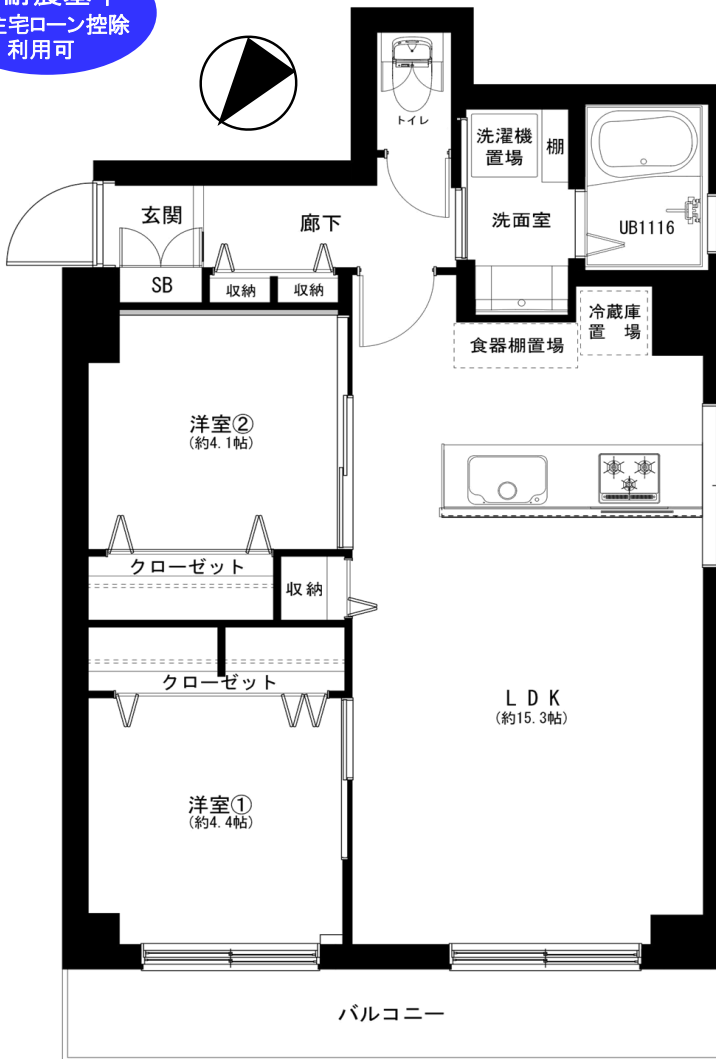 住宅ローン控除
利用可
トイレ
洗濯機
置場
棚
洗面室
UB1116
玄関
廊下
SB
収納
収納
冷蔵庫
置場
食器棚置場
洋室②
(約4.1帖)
クローゼット
収納
クローゼット
LDK
(約15.3帖)
洋室①
(約4.4帖)
バルコニー